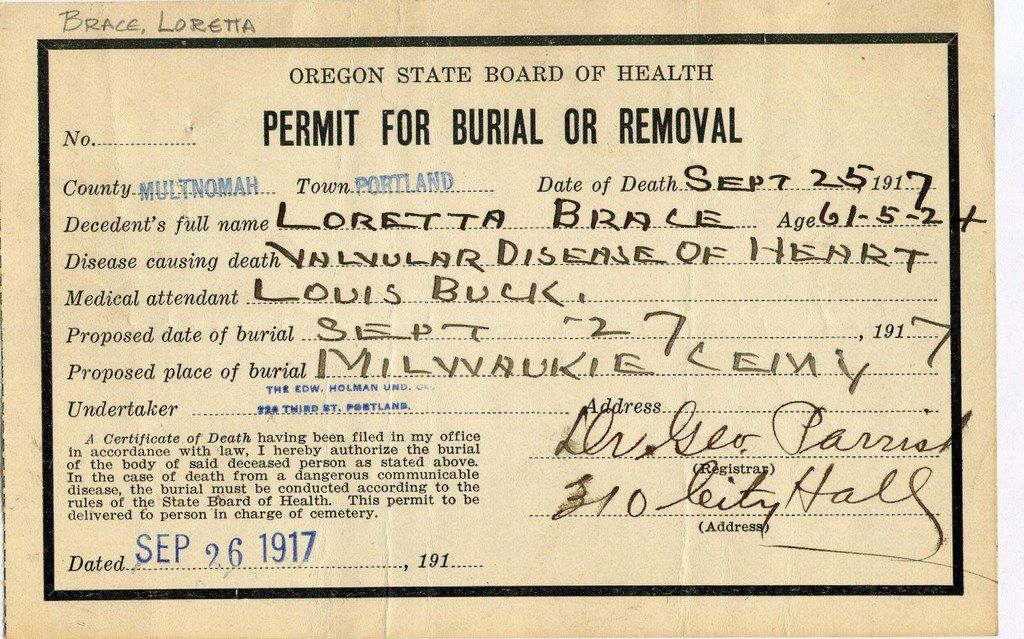 BRACE, LORETTA
OREGON STATE BOARD OF HEALTH
PERMIT FOR BURIAL OR REMOVAL
No.
County MULTNOMAH Town PORTLAND Date of Death SEPT 25 1917
Decedent's full name LORETTA BRACE Age 61-5-24
Disease causing death VALVULAR DISEASE OF HEART
Medical attendant LOUIS BUCK.
Proposed date of burial SEPT -27, 1917
Proposed place of burial MILWAUKIE CEMY
THE EDW. HOLMAN UND. CO.
Undertaker 224 THIRD ST. PORTLAND. Address
A Certificate of Death having been filed in my office
in accordance with law, I hereby authorize the burial
of the body of said deceased person as stated above.
In the case of death from a dangerous communicable
disease, the burial must be conducted according to the
rules of the State Board of Health. This permit to be
delivered to person in charge of cemetery.
Dr. Geo. Parrish
(Registrar)
310 City Hall
(Address)
Dated SEP 26 1917, 191